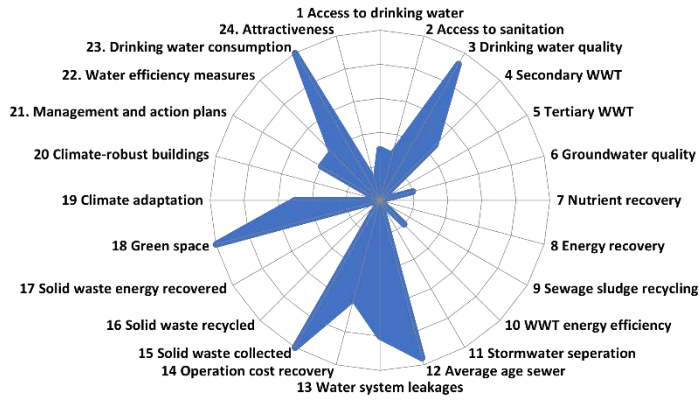 1 Access to drinking water
2 Access to sanitation
3 Drinking water quality
4 Secondary WWT
5 Tertiary WWT
6 Groundwater quality
7 Nutrient recovery
8 Energy recovery
9 Sewage sludge recycling
10 WWT energy efficiency
11 Stormwater seperation
12 Average age sewer
13 Water system leakages
14 Operation cost recovery
15 Solid waste collected
16 Solid waste recycled
17 Solid waste energy recovered
18 Green space
19 Climate adaptation
20 Climate-robust buildings
21. Management and action plans
22. Water efficiency measures
23. Drinking water consumption
24. Attractiveness